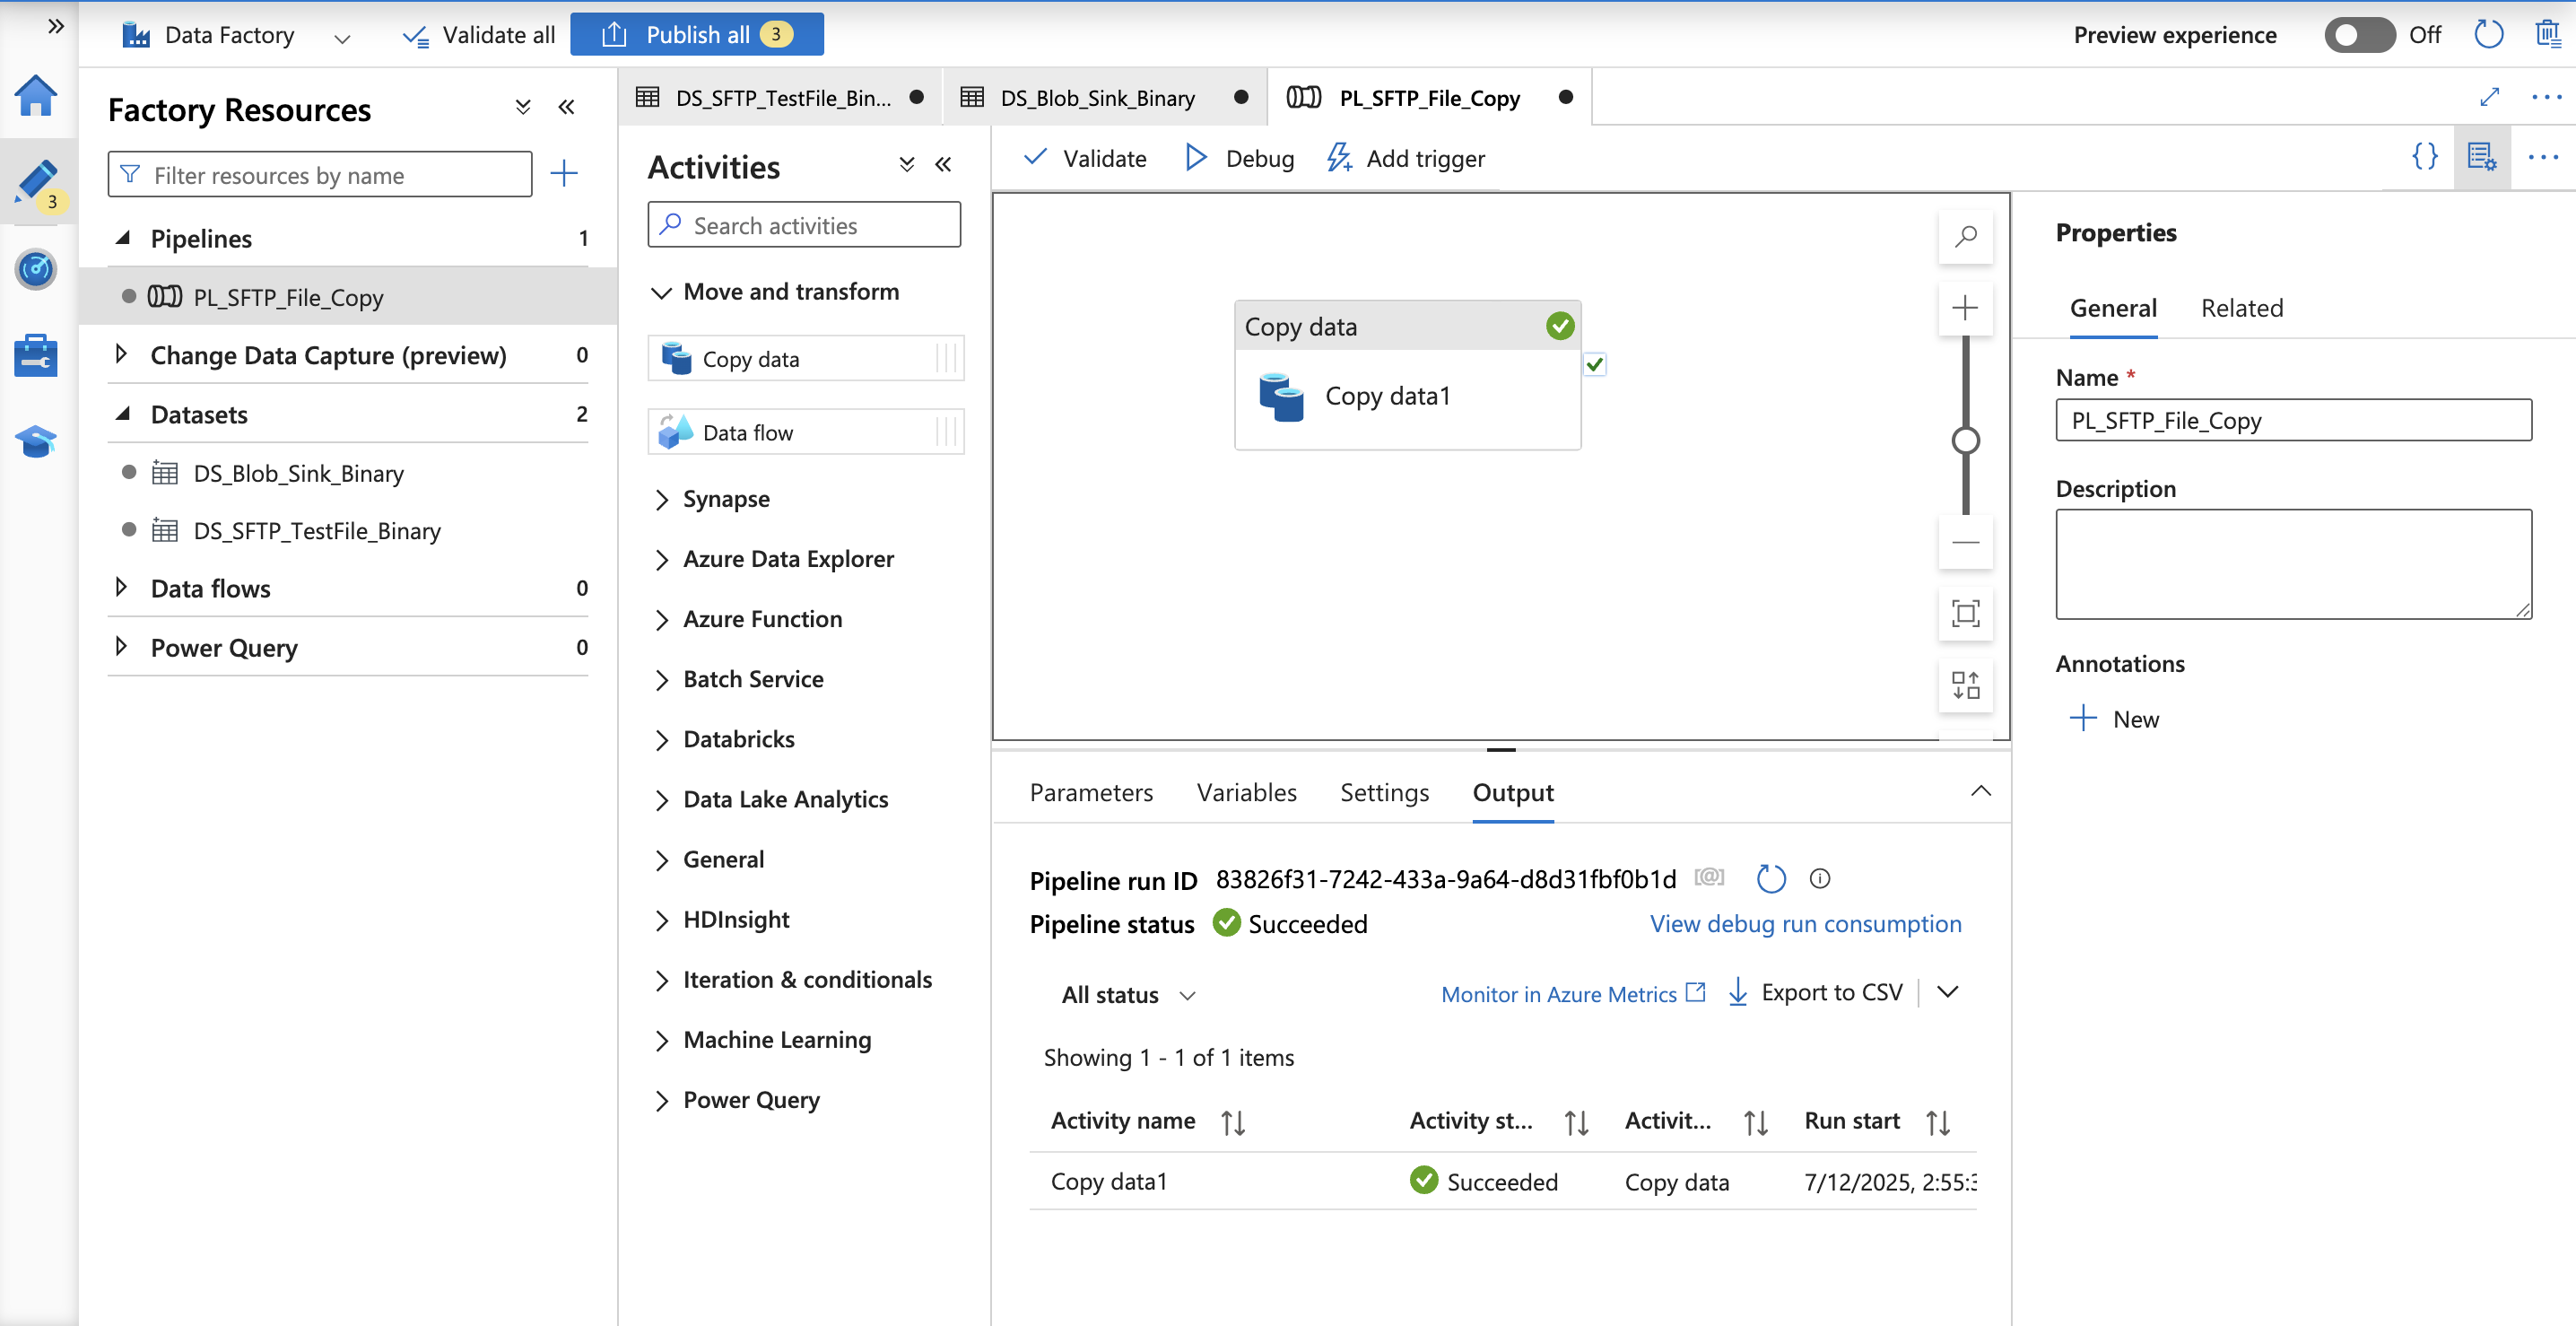 Data Factory
Validate all
Publish all 3
Preview experience
Off
3
Factory Resources
Filter resources by name
Pipelines 1
PL_SFTP_File_Copy
Change Data Capture (preview) 0
Datasets 2
DS_Blob_Sink_Binary
DS_SFTP_TestFile_Binary
Data flows 0
Power Query 0
DS_SFTP_TestFile_Bin...
DS_Blob_Sink_Binary
PL_SFTP_File_Copy
Activities
Search activities
Move and transform
Copy data
Data flow
Synapse
Azure Data Explorer
Azure Function
Batch Service
Databricks
Data Lake Analytics
General
HDInsight
Iteration & conditionals
Machine Learning
Power Query
Validate
Debug
Add trigger
{}
Copy data
Copy data1
Parameters
Variables
Settings
Output
Pipeline run ID 83826f31-7242-433a-9a64-d8d31fbf0b1d [@]
Pipeline status Succeeded
View debug run consumption
All status
Monitor in Azure Metrics
Export to CSV
Showing 1 - 1 of 1 items
Activity name Activity st... Activit... Run start
Copy data1 Succeeded Copy data 7/12/2025, 2:55:3
Properties
General
Related
Name *
PL_SFTP_File_Copy
Description
Annotations
New